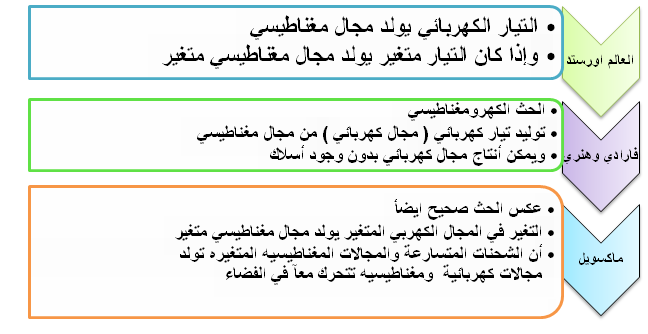 العالم اورستد
• التيار الكهربائي يولد مجال مغناطيسي
• وإذا كان التيار متغير يولد مجال مغناطيسي متغير
فارادي وهنري
• الحث الكهرومغناطيسي
• توليد تيار كهربائي ( مجال كهربائي ) من مجال مغناطيسي
• ويمكن أنتاج مجال كهربائي بدون وجود أسلاك
ماكسويل
• عكس الحث صحيح ايضاً
• التغير في المجال الكهربي المتغير يولد مجال مغناطيسي متغير
• أن الشحنات المتسارعة والمجالات المغناطيسيه المتغيره تولد
مجالات كهربائية ومغناطيسيه تتحرك معاً في الفضاء